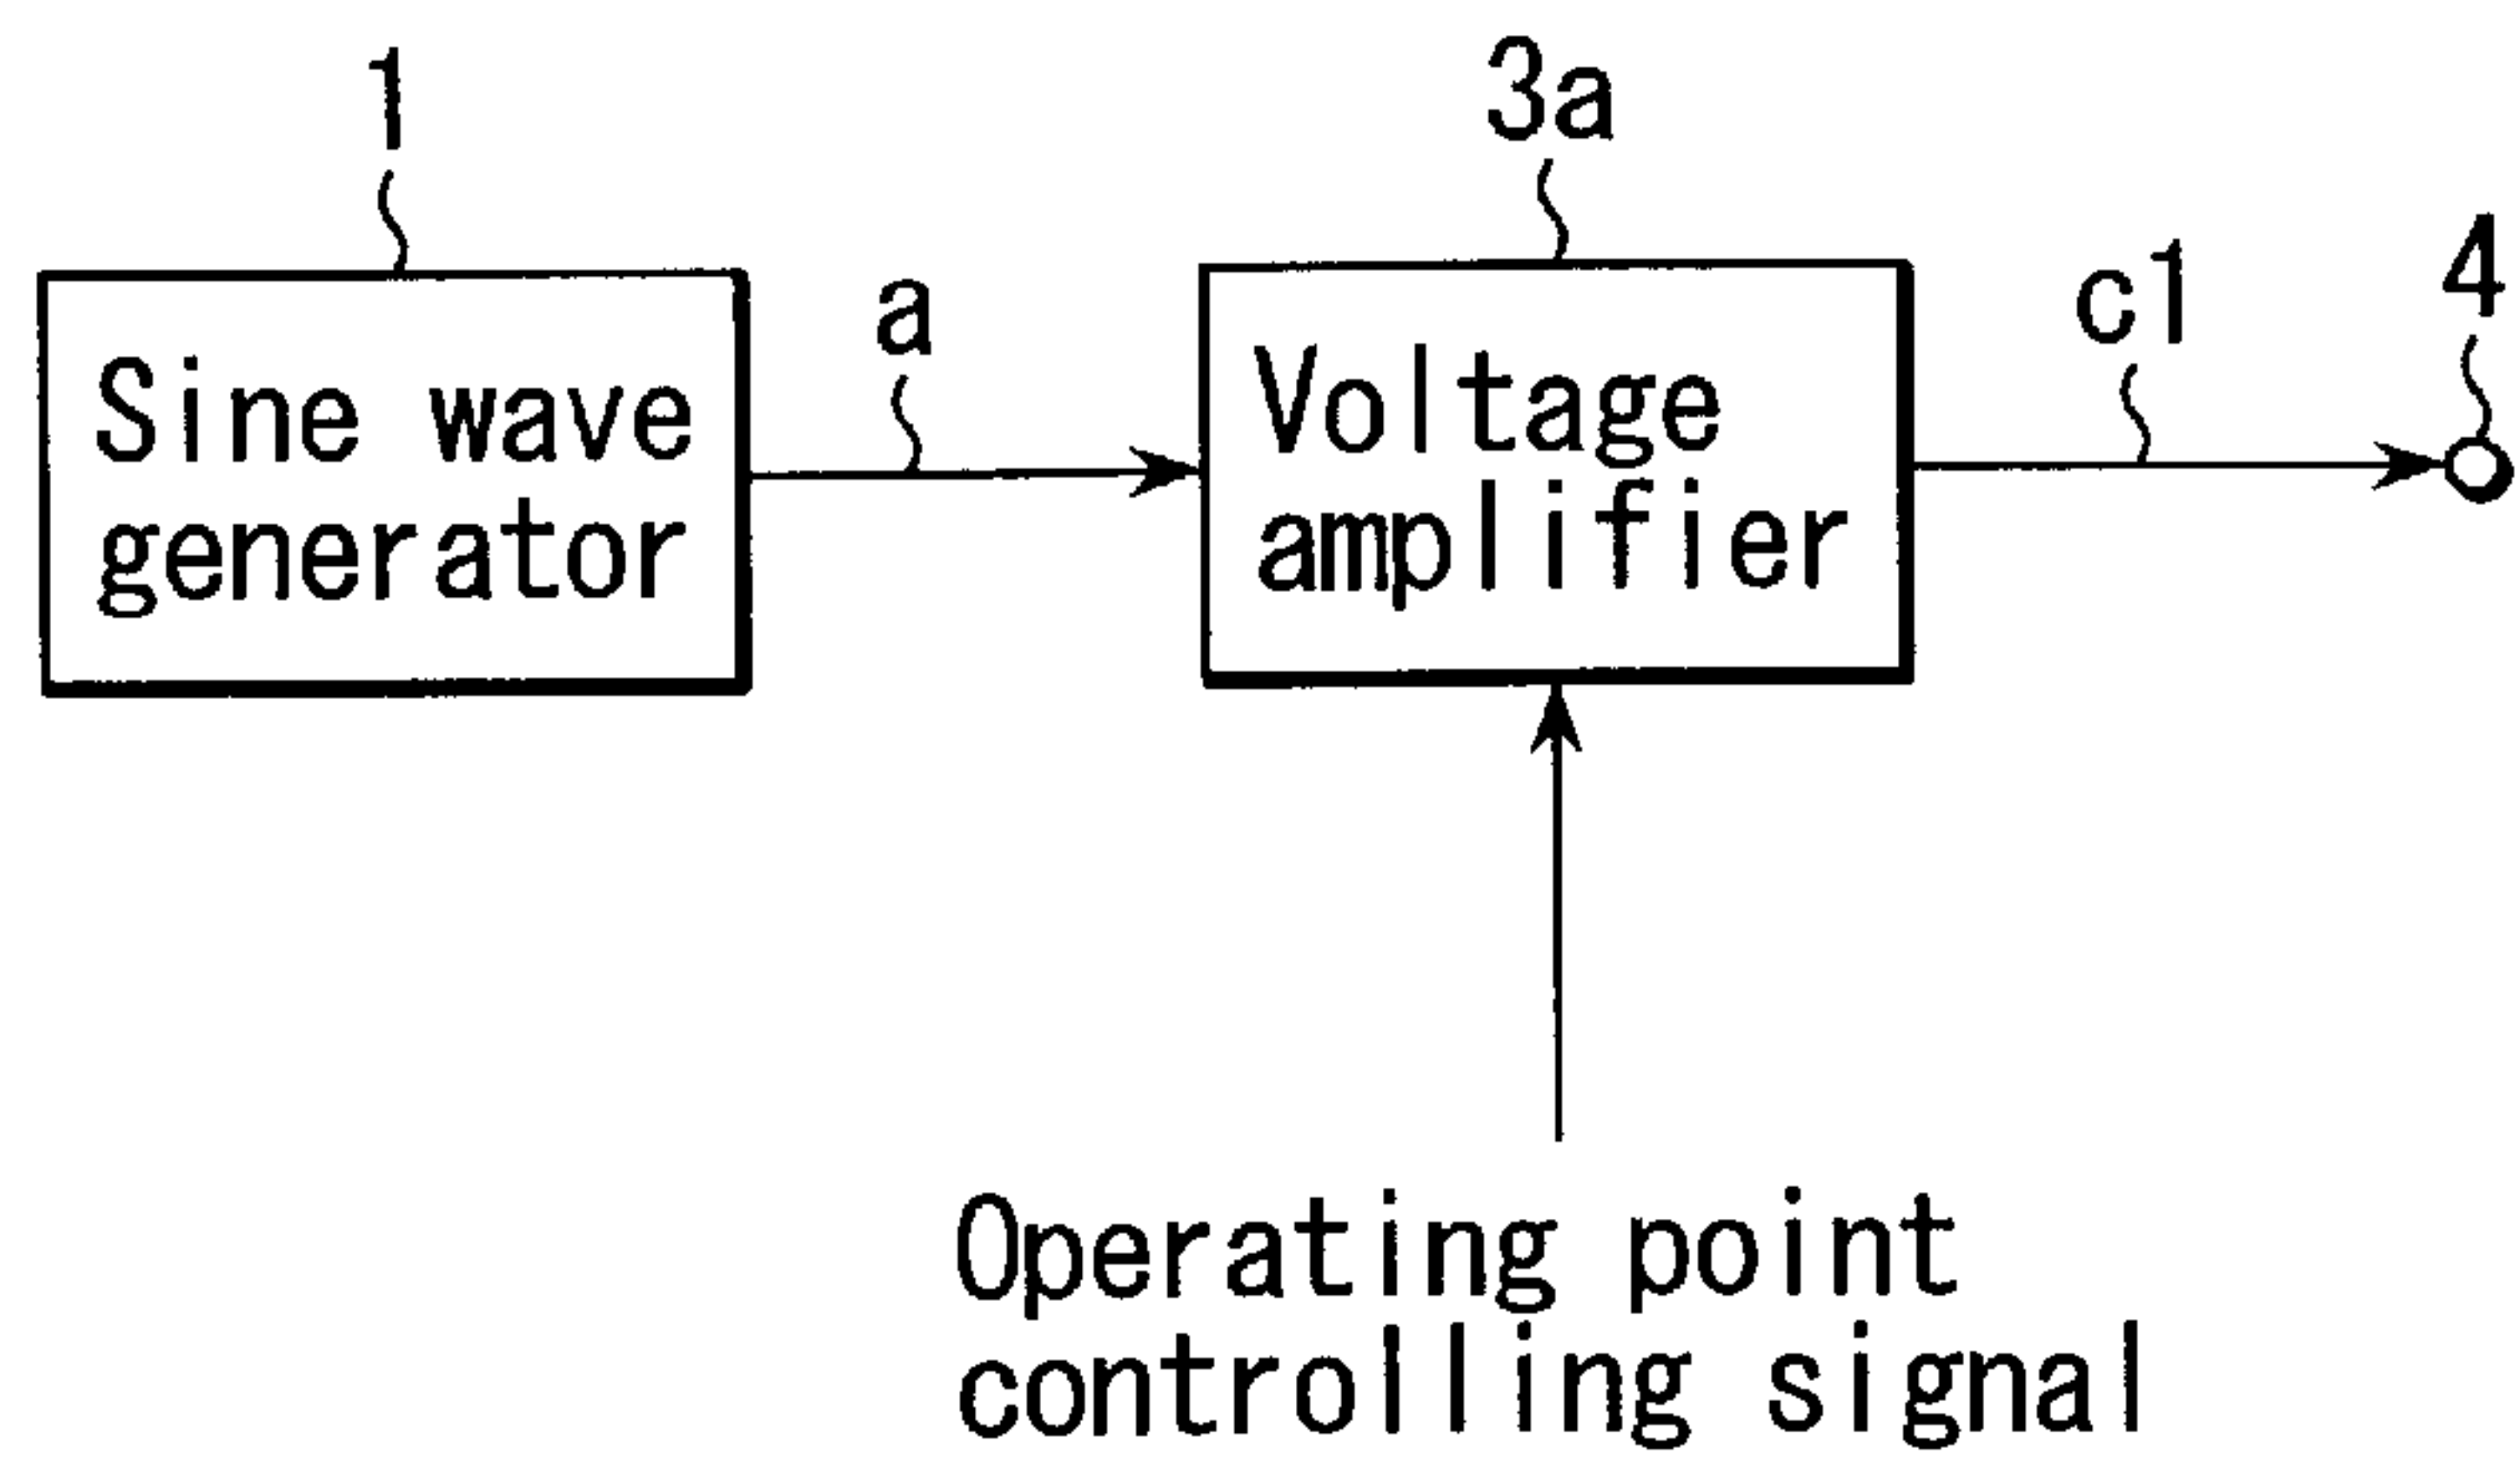 1
3a
4
a
c1
Sine wave
generator
Voltage
amplifier
Operating point
controlling signal